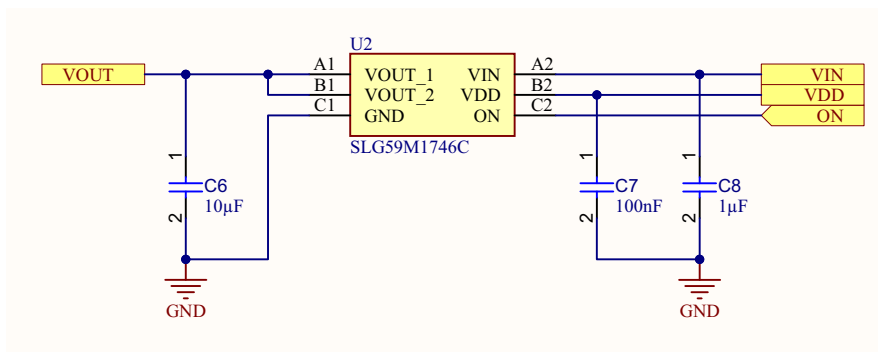 U2
A1
A2
VOUT
VOUT_1
VIN
VIN
B1
B2
VOUT_2
VDD
VDD
C1
C2
GND
ON
ON
SLG59M1746C
1
1
1
C6
C7
C8
10µF
100nF
1µF
2
2
2
GND
GND